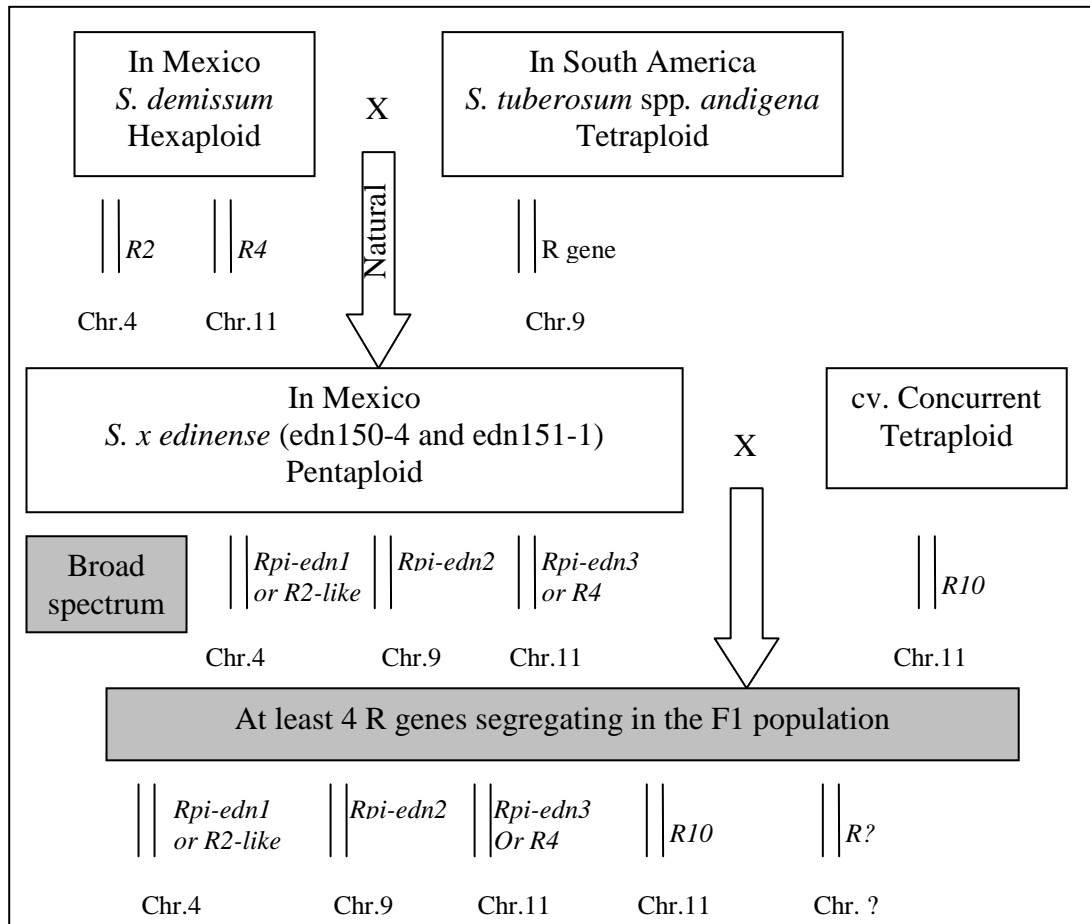 In Mexico
S. demissum
Hexaploid
X
In South America
S. tuberosum spp. andigena
Tetraploid
Natural
R2
R4
R gene
Chr.4
Chr.11
Chr.9
In Mexico
S. x edinense (edn150-4 and edn151-1)
Pentaploid
X
cv. Concurrent
Tetraploid
Broad
spectrum
Rpi-edn1
or R2-like
Rpi-edn2
Rpi-edn3
or R4
R10
Chr.4
Chr.9
Chr.11
Chr.11
At least 4 R genes segregating in the F1 population
Rpi-edn1
or R2-like
Rpi-edn2
Rpi-edn3
Or R4
R10
R?
Chr.4
Chr.9
Chr.11
Chr.11
Chr. ?